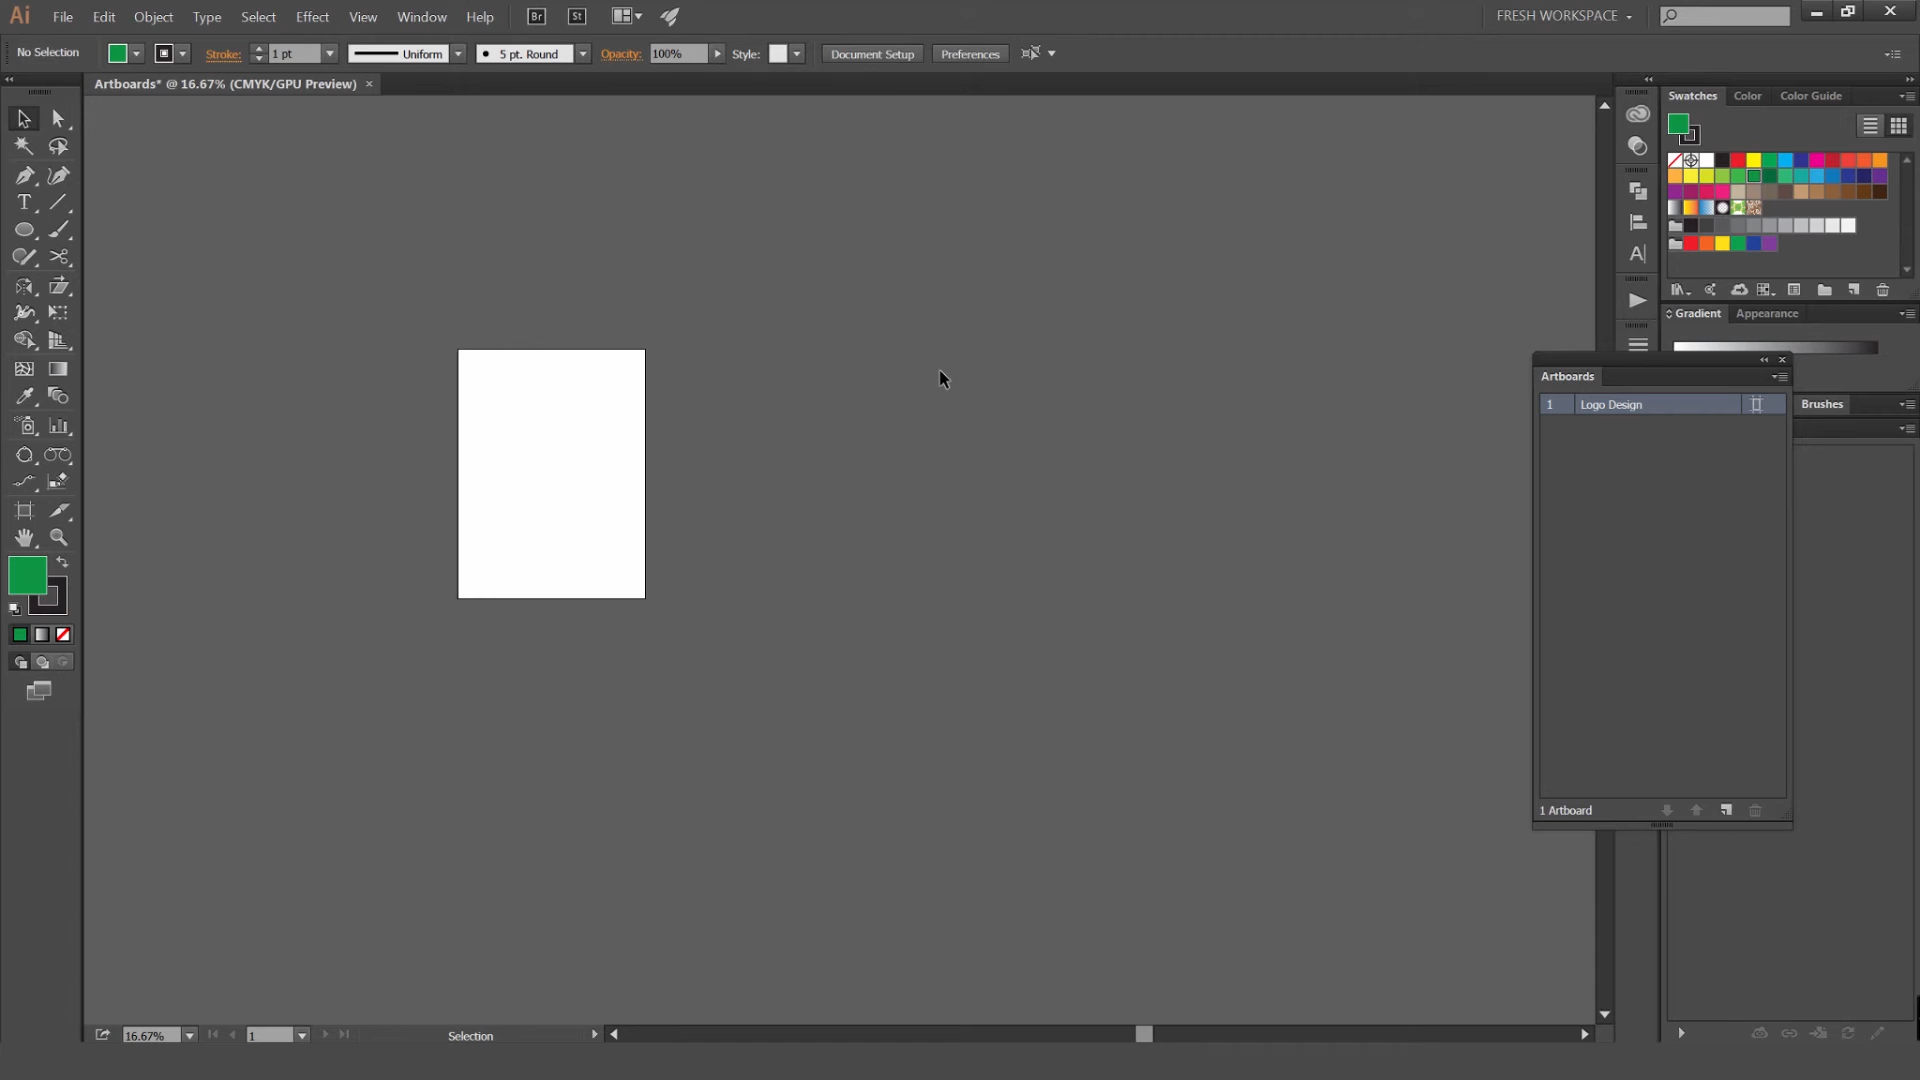 Ai File Edit Object Type Select Effect View Window Help Br St FRESH WORKSPACE
No Selection Stroke: 1 pt Uniform 5 pt. Round Opacity: 100% Style: Document Setup Preferences
Artboards* @ 16.67% (CMYK/GPU Preview) ×
Swatches Color Color Guide
Gradient Appearance
Artboards
1 Logo Design
Brushes
1 Artboard
16.67% 1 Selection